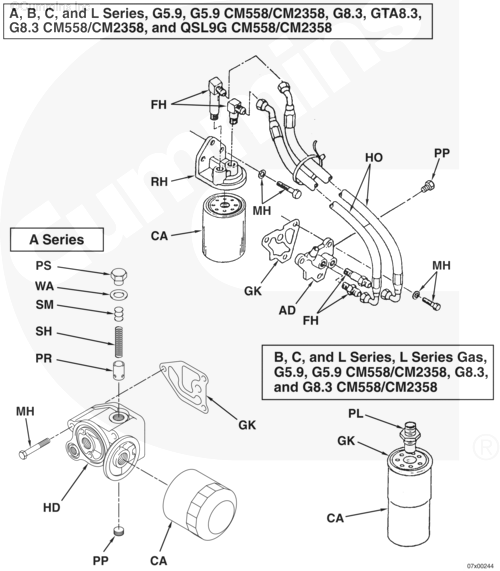 A, B, C, and L Series, G5.9, G5.9 CM558/CM2358, G8.3, GTA8.3,
G8.3 CM558/CM2358, and QSL9G CM558/CM2358
FH
PP
HO
RH
MH
CA
A Series
GK
MH
PS
WA
AD
SM
FH
SH
B, C, and L Series, L Series Gas,
G5.9, G5.9 CM558/CM2358, G8.3,
and G8.3 CM558/CM2358
PR
PL
MH
GK
GK
HD
CA
PP
CA
07x00244
Cummins
®